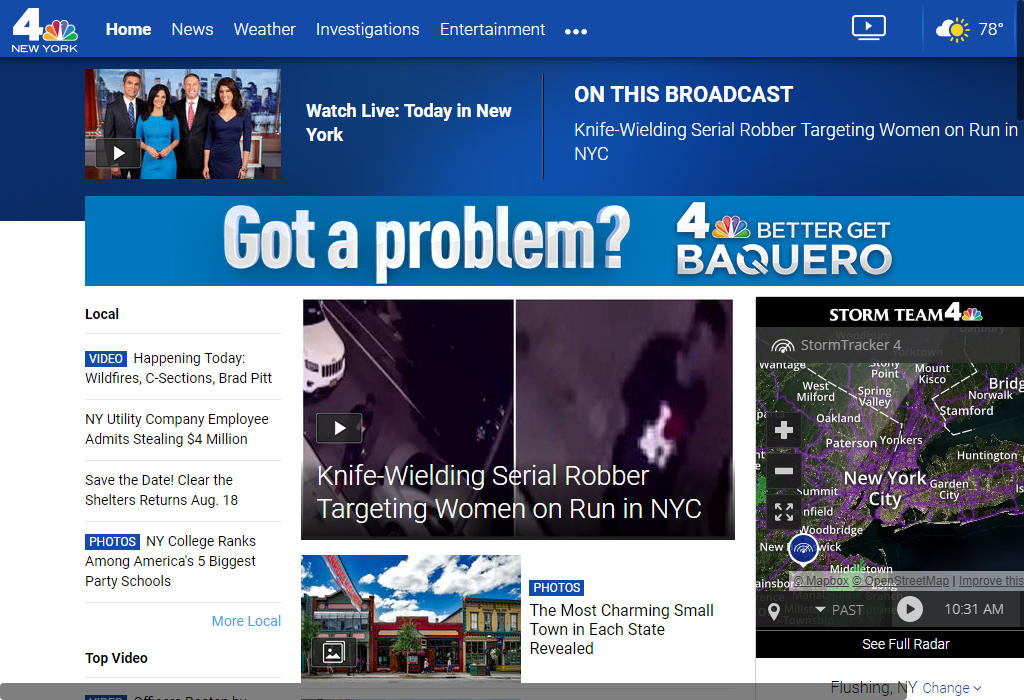 4
NEW YORK
Home News Weather Investigations Entertainment
78°
Watch Live: Today in New
York
ON THIS BROADCAST
Knife-Wielding Serial Robber Targeting Women on Run in
NYC
Got a problem?
4 BETTER GET
BAQUERO
Local
VIDEO Happening Today:
Wildfires, C-Sections, Brad Pitt
NY Utility Company Employee
Admits Stealing $4 Million
Save the Date! Clear the
Shelters Returns Aug. 18
PHOTOS NY College Ranks
Among America's 5 Biggest
Party Schools
More Local
Top Video
Knife-Wielding Serial Robber
Targeting Women on Run in NYC
PHOTOS
The Most Charming Small
Town in Each State
Revealed
STORM TEAM 4
StormTracker 4
Danbury
Yorktown
Wantage
Stony
Point
Mount
Kisco
West
Milford
Spring
Valley
Bridg
Norwalk
Stamford
Oakland
Paterson
Yonkers
Huntington
New York
City
Garden
City
Summit
nfield
Woodbridge
New wick
Middletown
ainsbor
© Mapbox © OpenStreetMap | Improve this
PAST
10:31 AM
See Full Radar
Flushing, NY Change